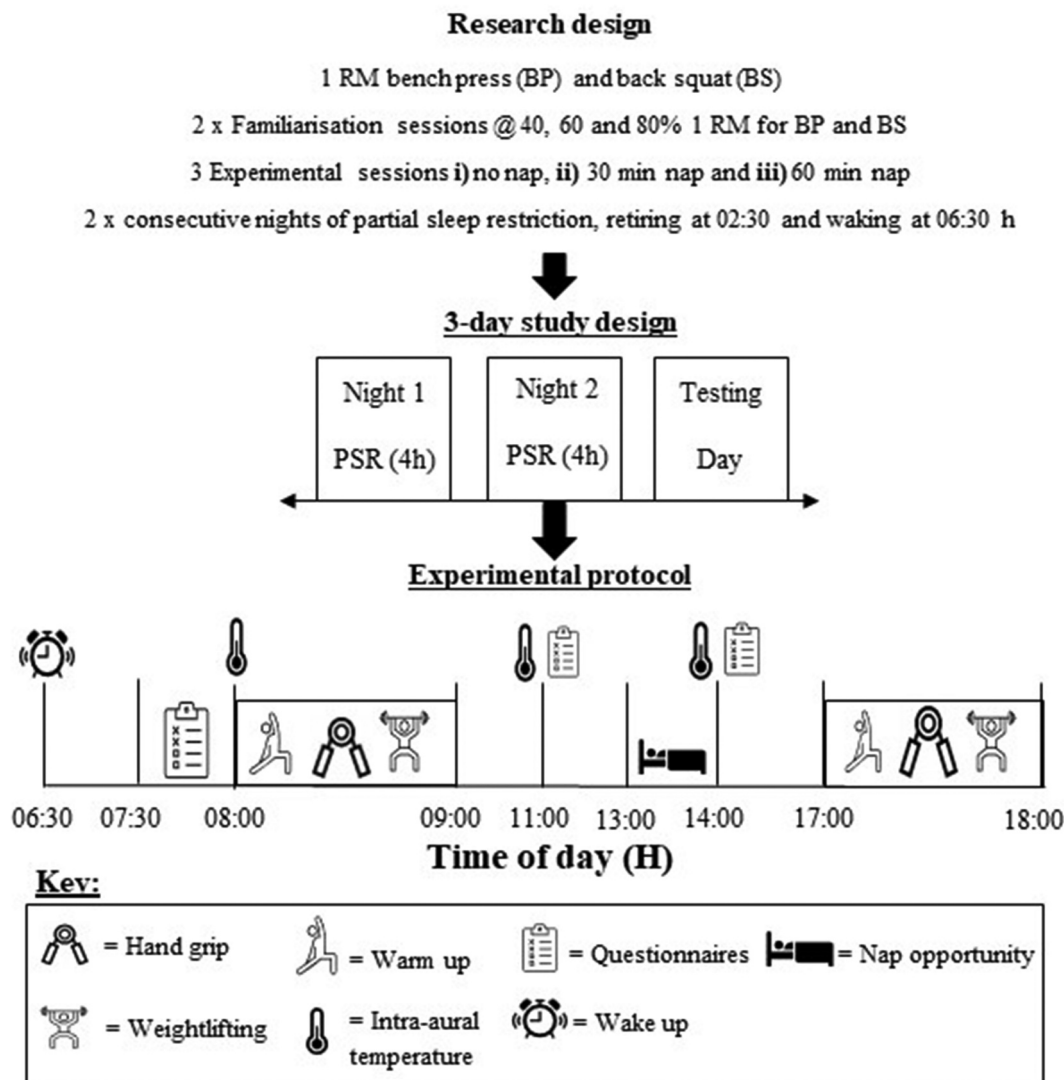 Research design
1 RM bench press (BP) and back squat (BS)
2 x Familiarisation sessions @ 40, 60 and 80% 1 RM for BP and BS
3 Experimental sessions i) no nap, ii) 30 min nap and iii) 60 min nap
2 x consecutive nights of partial sleep restriction, retiring at 02:30 and waking at 06:30 h
3-day study design
Night 1
PSR (4h)
Night 2
PSR (4h)
Testing
Day
Experimental protocol
06:30 07:30 08:00 09:00 11:00 13:00 14:00 17:00 18:00
Time of day (H)
Key:
= Hand grip
= Warm up
= Questionnaires
= Nap opportunity
= Weightlifting
= Intra-aural
temperature
= Wake up